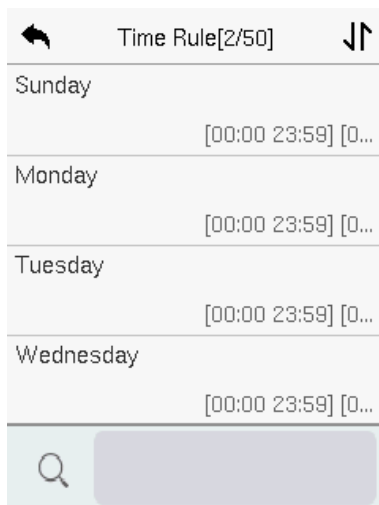 Time Rule[2/50]
Sunday
[00:00 23:59] [0...
Monday
[00:00 23:59] [0...
Tuesday
[00:00 23:59] [0...
Wednesday
[00:00 23:59] [0...